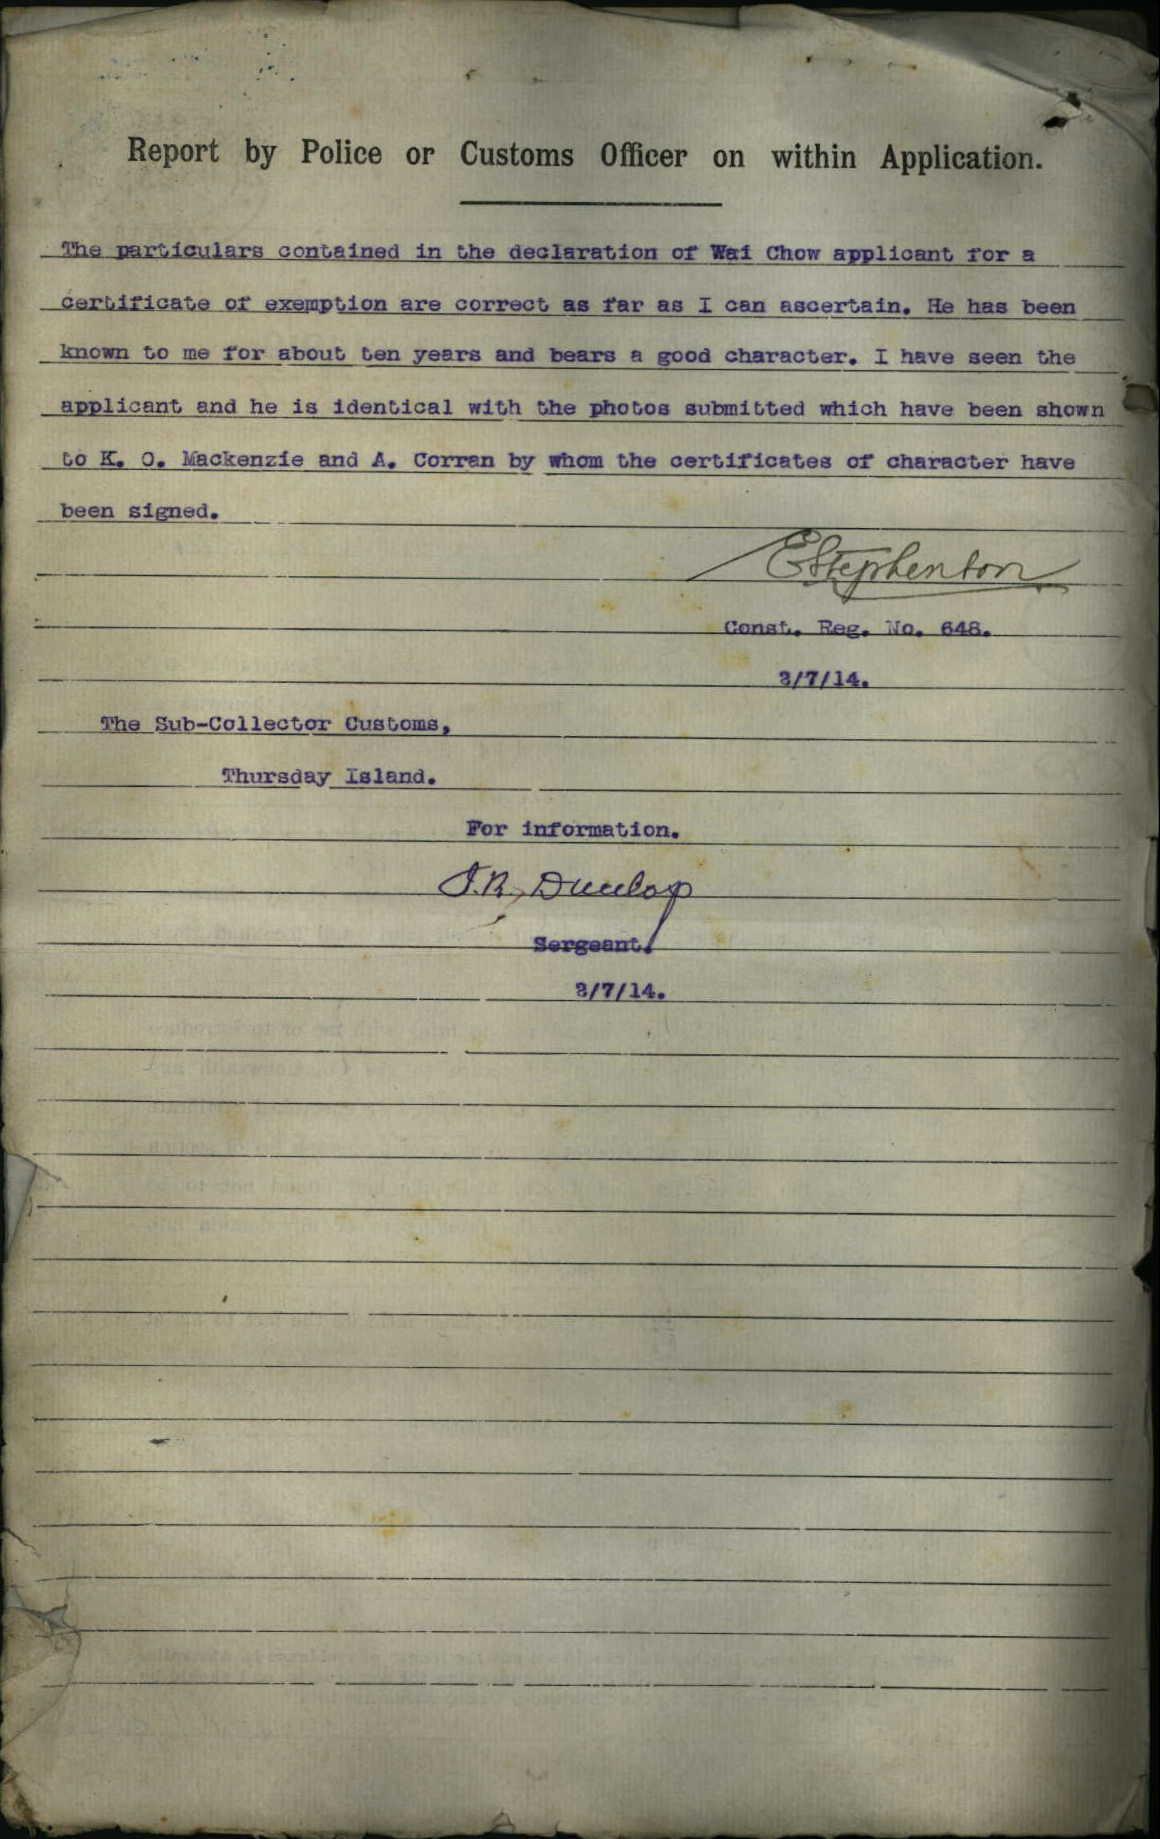 Report by Police or Customs Officer on within Application.
The particulars contained in the declaration of Wai Chow applicant for a
certificate of exemption are correct as far as I can ascertain. He has been
known to me for about ten years and bears a good character. I have seen the
applicant and he is identical with the photos submitted which have been shown
to K. O. Mackenzie and A. Corran by whom the certificates of character have
been signed.
EStephenton
Const. Reg. No. 648.
3/7/14.
The Sub-Collector Customs,
Thursday Island.
For information.
J.R. Dunlop
Sergeant.
3/7/14.